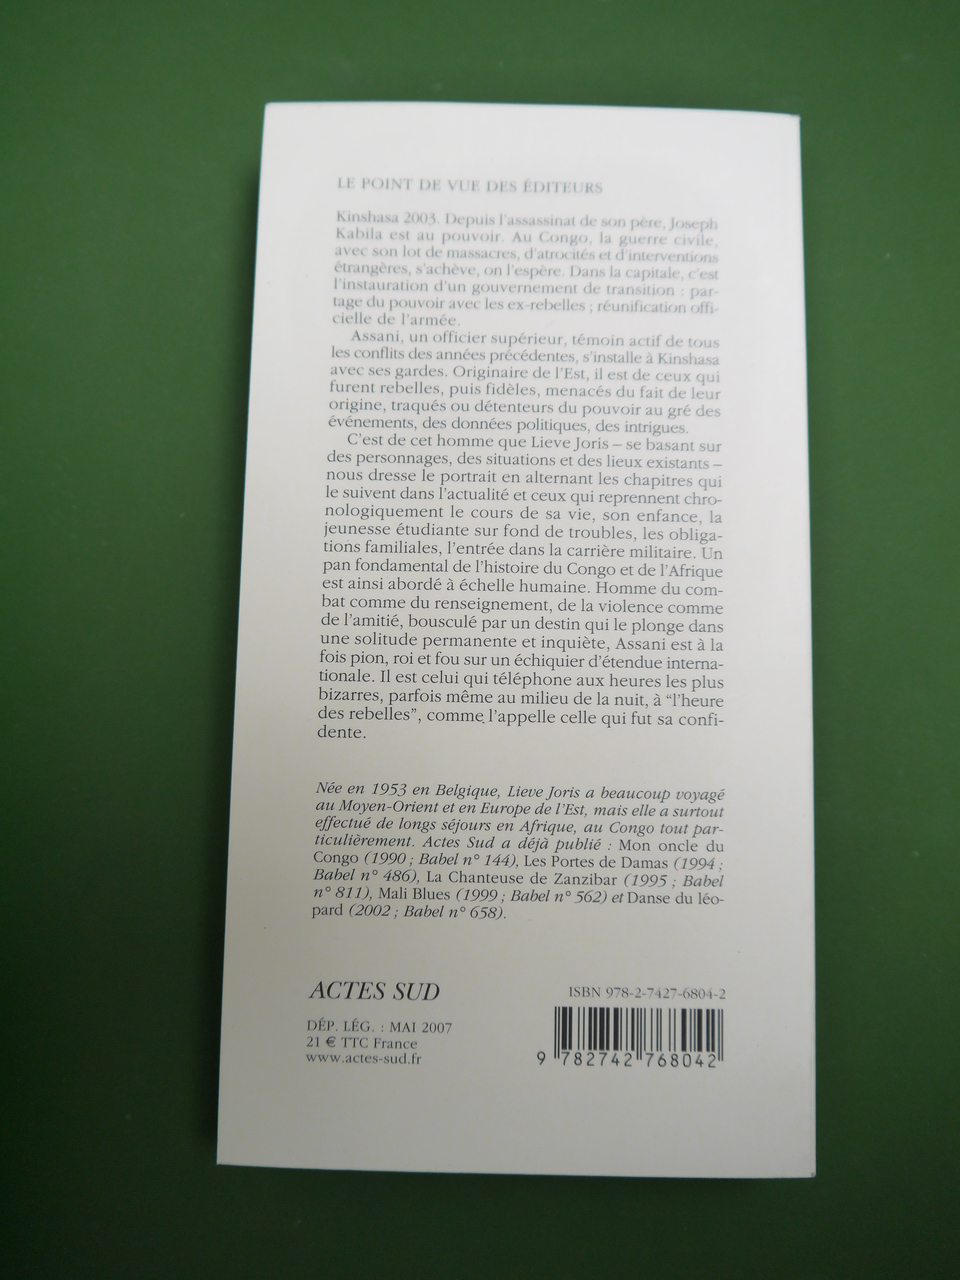 LE POINT DE VUE DES ÉDITEURS
Kinshasa 2003. Depuis l'assassinat de son père, Joseph
Kabila est au pouvoir. Au Congo, la guerre civile,
avec son lot de massacres, d'atrocités et d'interventions
étrangères, s'achève, on l'espère. Dans la capitale, c'est
l'instauration d'un gouvernement de transition : par-
tage du pouvoir avec les ex-rebelles ; réunification offi-
cielle de l'armée.
Assani, un officier supérieur, témoin actif de tous
les conflits des années précédentes, s'installe à Kinshasa
avec ses gardes. Originaire de l'Est, il est de ceux qui
furent rebelles, puis fidèles, menacés du fait de leur
origine, traqués ou détenteurs du pouvoir au gré des
événements, des données politiques, des intrigues.
C'est de cet homme que Lieve Joris – se basant sur
des personnages, des situations et des lieux existants –
nous dresse le portrait en alternant les chapitres qui
le suivent dans l'actualité et ceux qui reprennent chro-
nologiquement le cours de sa vie, son enfance, la
jeunesse étudiante sur fond de troubles, les obliga-
tions familiales, l'entrée dans la carrière militaire. Un
pan fondamental de l'histoire du Congo et de l'Afrique
est ainsi abordé à échelle humaine. Homme du com-
bat comme du renseignement, de la violence comme
de l'amitié, bousculé par un destin qui le plonge dans
une solitude permanente et inquiète, Assani est à la
fois pion, roi et fou sur un échiquier d'étendue interna-
tionale. Il est celui qui téléphone aux heures les plus
bizarres, parfois même au milieu de la nuit, à “l'heure
des rebelles”, comme l'appelle celle qui fut sa confi-
dente.
Née en 1953 en Belgique, Lieve Joris a beaucoup voyagé
au Moyen-Orient et en Europe de l'Est, mais elle a surtout
effectué de longs séjours en Afrique, au Congo tout par-
ticulièrement. Actes Sud a déjà publié : Mon oncle du
Congo (1990 ; Babel n° 144), Les Portes de Damas (1994 ;
Babel n° 486), La Chanteuse de Zanzibar (1995 ; Babel
n° 811), Mali Blues (1999 ; Babel n° 562) et Danse du léo-
pard (2002 ; Babel n° 658).
ACTES SUD
ISBN 978-2-7427-6804-2
DÉP. LÉG. : MAI 2007
21 € TTC France
www.actes-sud.fr
9 782742 768042